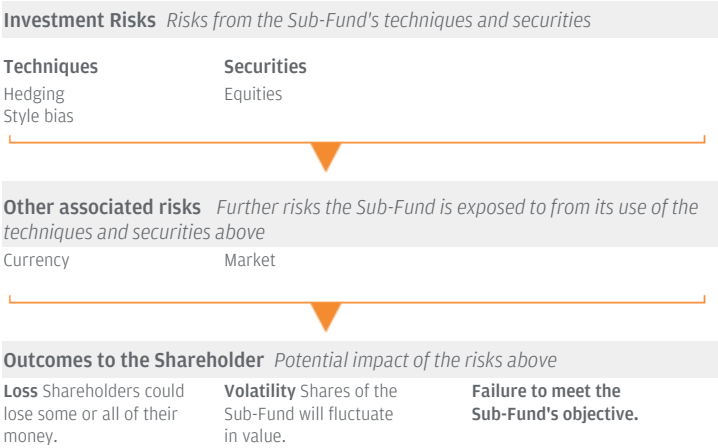 Investment Risks Risks from the Sub-Fund's techniques and securities
Techniques
Hedging
Style bias
Securities
Equities
Other associated risks Further risks the Sub-Fund is exposed to from its use of the
techniques and securities above
Currency
Market
Outcomes to the Shareholder Potential impact of the risks above
Loss Shareholders could
lose some or all of their
money.
Volatility Shares of the
Sub-Fund will fluctuate
in value.
Failure to meet the
Sub-Fund's objective.